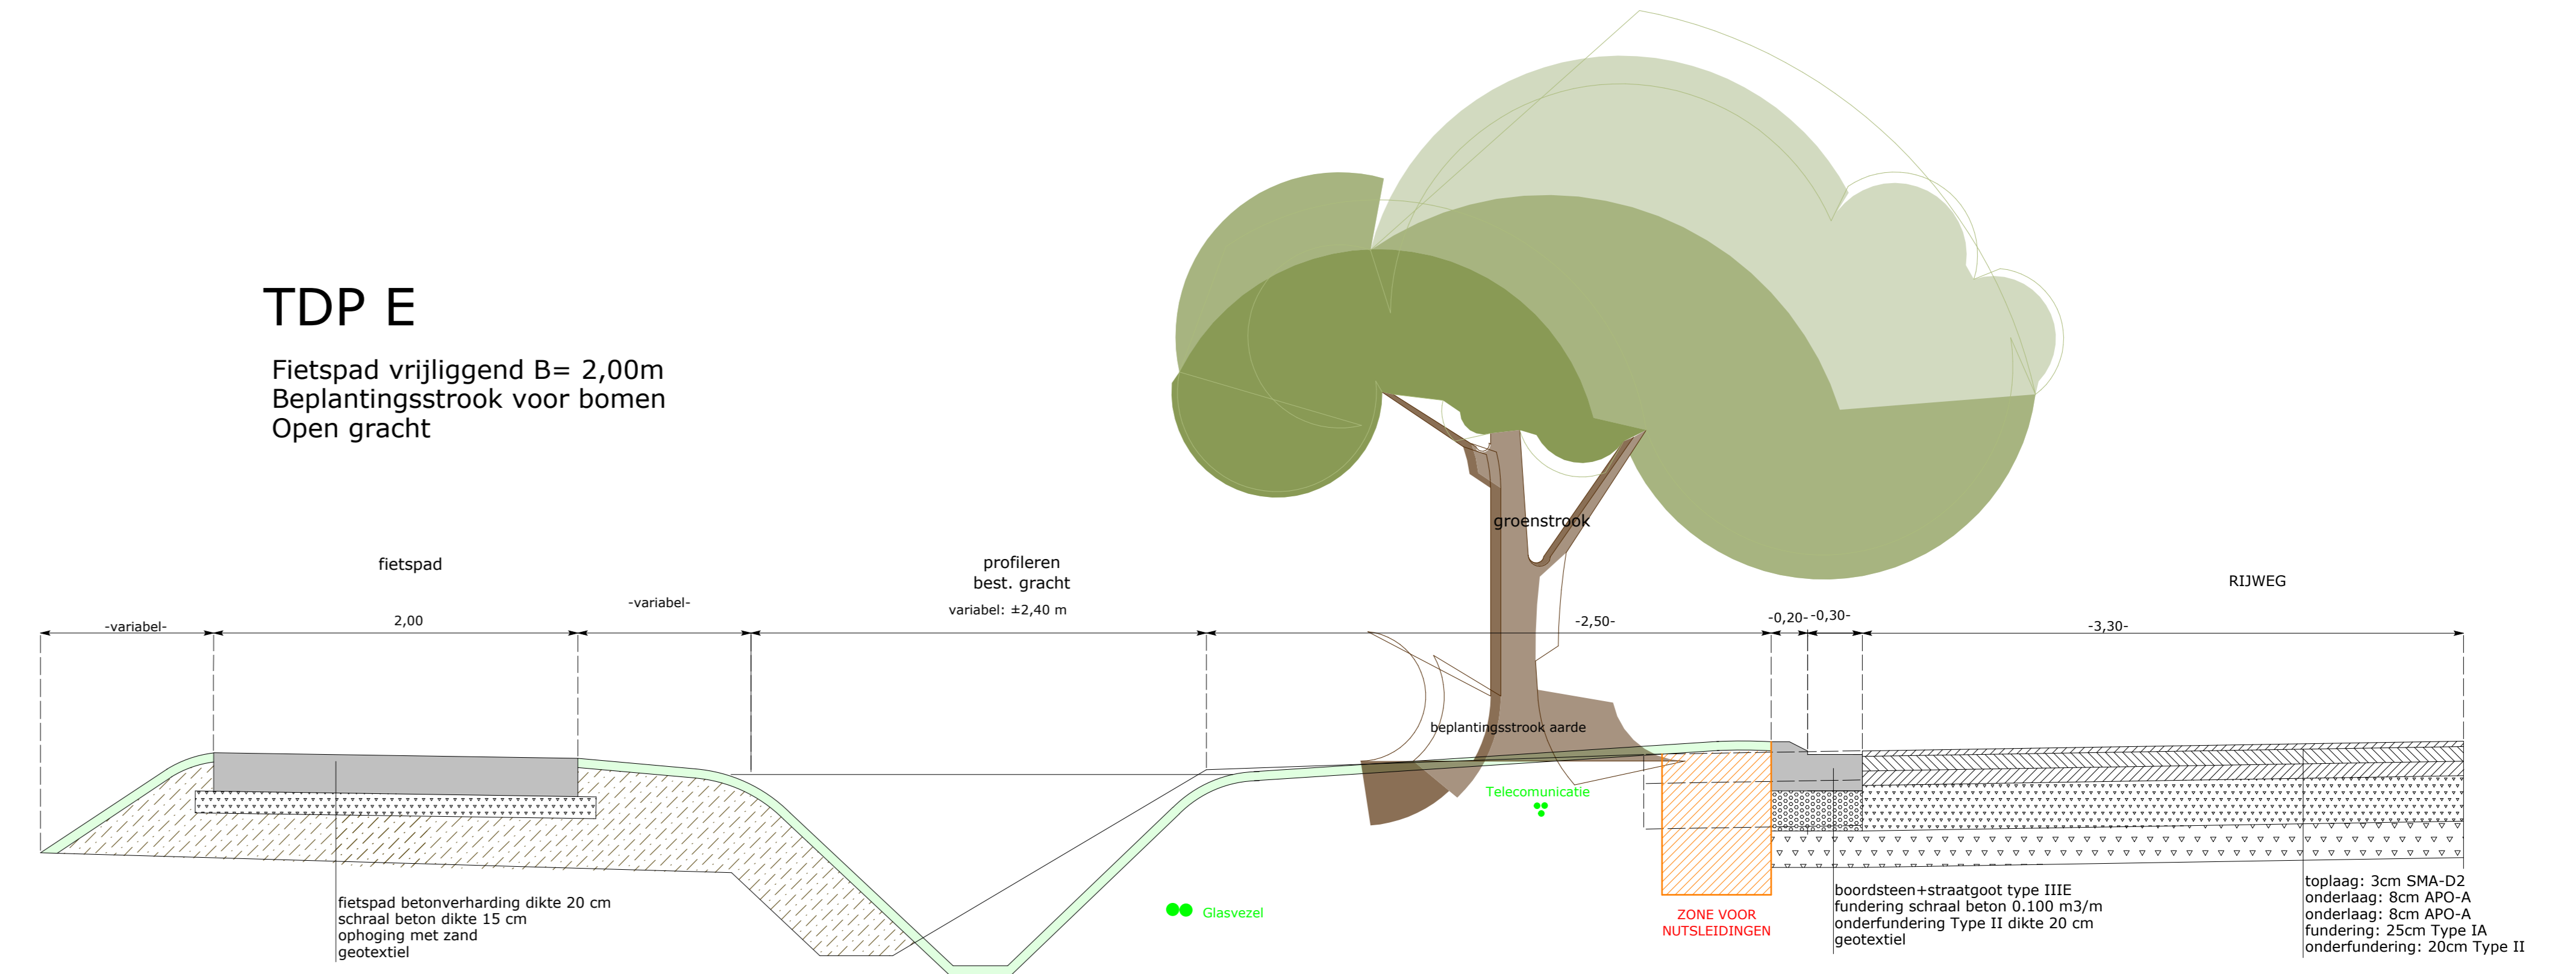 TDP E
Fietspad vrijliggend B= 2,00m
Beplantingsstrook voor bomen
Open gracht
groenstrook
fietspad
profileren
best. gracht
RIJWEG
-variabel-
2,00
-variabel-
variabel: ±2,40 m
-2,50-
-0,20-
-0,30-
-3,30-
beplantingsstrook aarde
Telecomunicatie
Glasvezel
ZONE VOOR
NUTSLEIDINGEN
fietspad betonverharding dikte 20 cm
schraal beton dikte 15 cm
ophoging met zand
geotextiel
boordsteen+straatgoot type IIIE
fundering schraal beton 0.100 m3/m
onderfundering Type II dikte 20 cm
geotextiel
toplaag: 3cm SMA-D2
onderlaag: 8cm APO-A
onderlaag: 8cm APO-A
fundering: 25cm Type IA
onderfundering: 20cm Type II